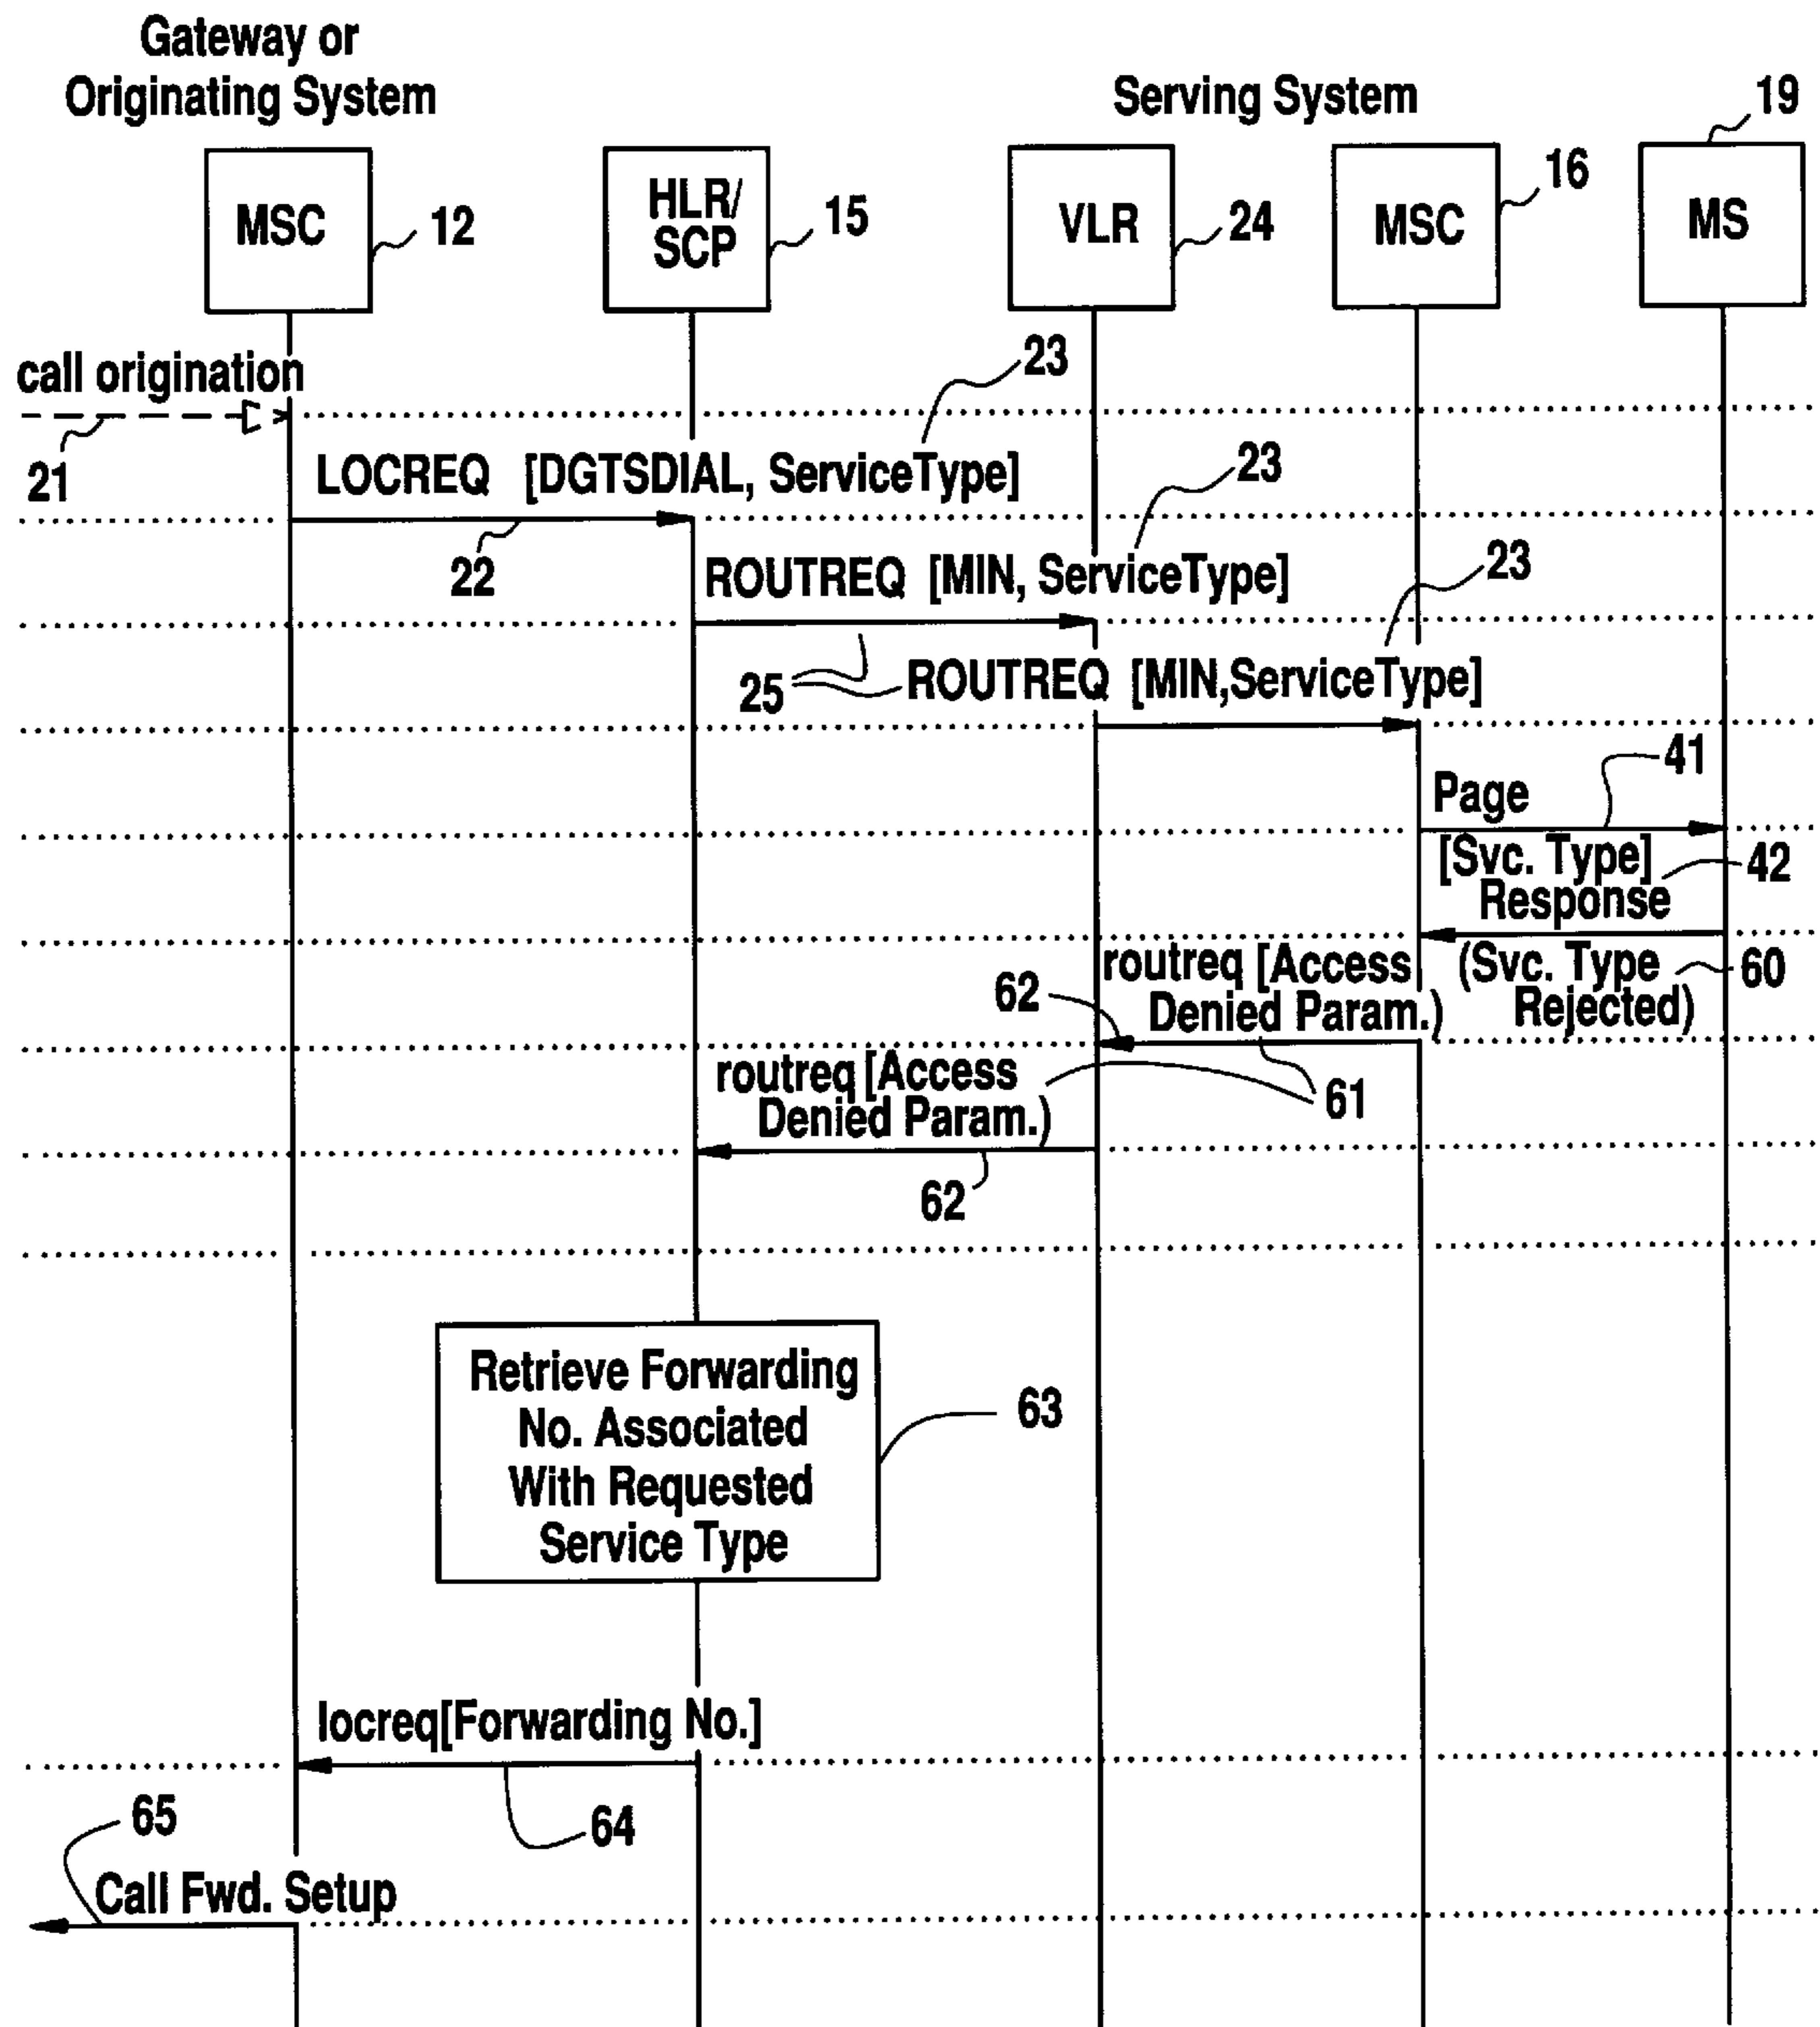 Gateway or
Originating System
Serving System
19
MSC
12
HLR/
SCP
15
VLR
24
MSC
16
MS
call origination
21
23
LOCREQ [DGTSDIAL, ServiceType]
22
23
ROUTREQ [MIN, ServiceType]
23
25
ROUTREQ [MIN,ServiceType]
41
Page
[Svc. Type]
42
Response
routreq [Access
Denied Param.)
(Svc. Type
Rejected)
60
62
routreq [Access
Denied Param.)
61
62
Retrieve Forwarding
No. Associated
With Requested
Service Type
63
locreq[Forwarding No.]
64
65
Call Fwd. Setup